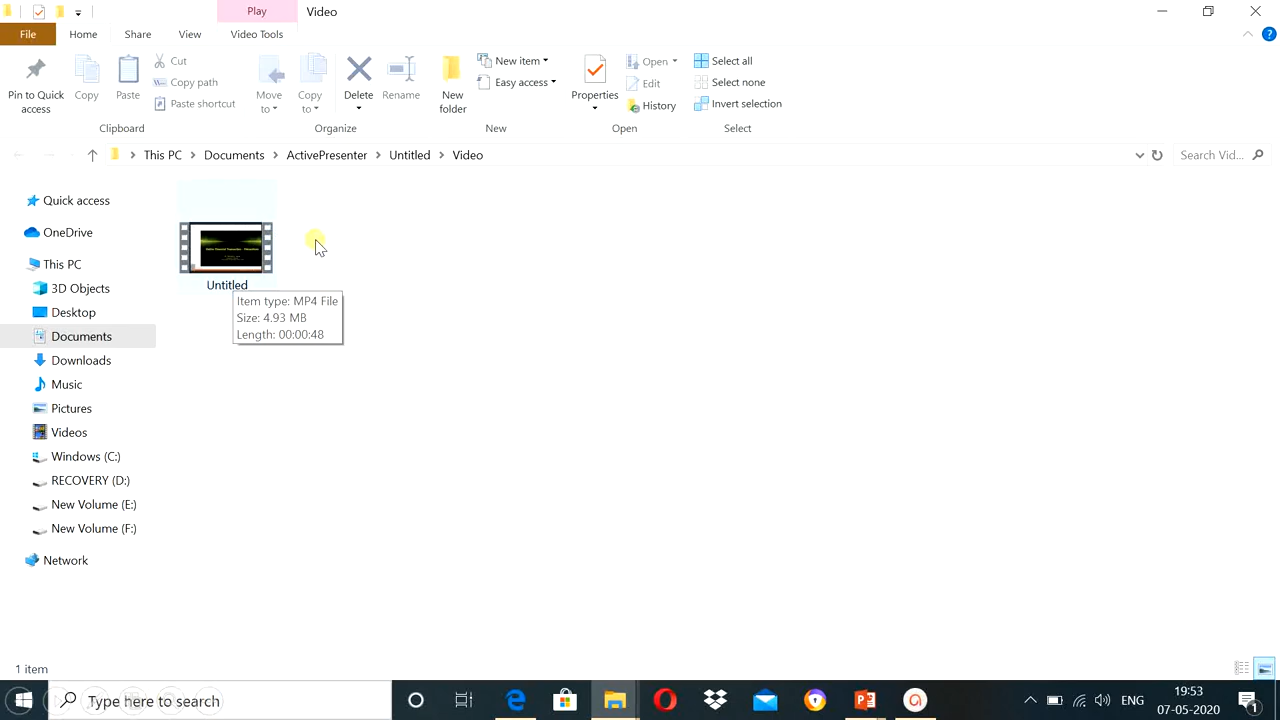 Play
Video
File
Home
Share
View
Video Tools
Pin to Quick access
Copy
Paste
Cut
Copy path
Paste shortcut
Clipboard
Move to
Copy to
Delete
Rename
Organize
New folder
New item
Easy access
New
Properties
Open
Edit
History
Open
Select all
Select none
Invert selection
Select
This PC > Documents > ActivePresenter > Untitled > Video
Search Vid...
Quick access
OneDrive
This PC
3D Objects
Desktop
Documents
Downloads
Music
Pictures
Videos
Windows (C:)
RECOVERY (D:)
New Volume (E:)
New Volume (F:)
Network
Untitled
Item type: MP4 File
Size: 4.93 MB
Length: 00:00:48
1 item
Type here to search
ENG
19:53
07-05-2020